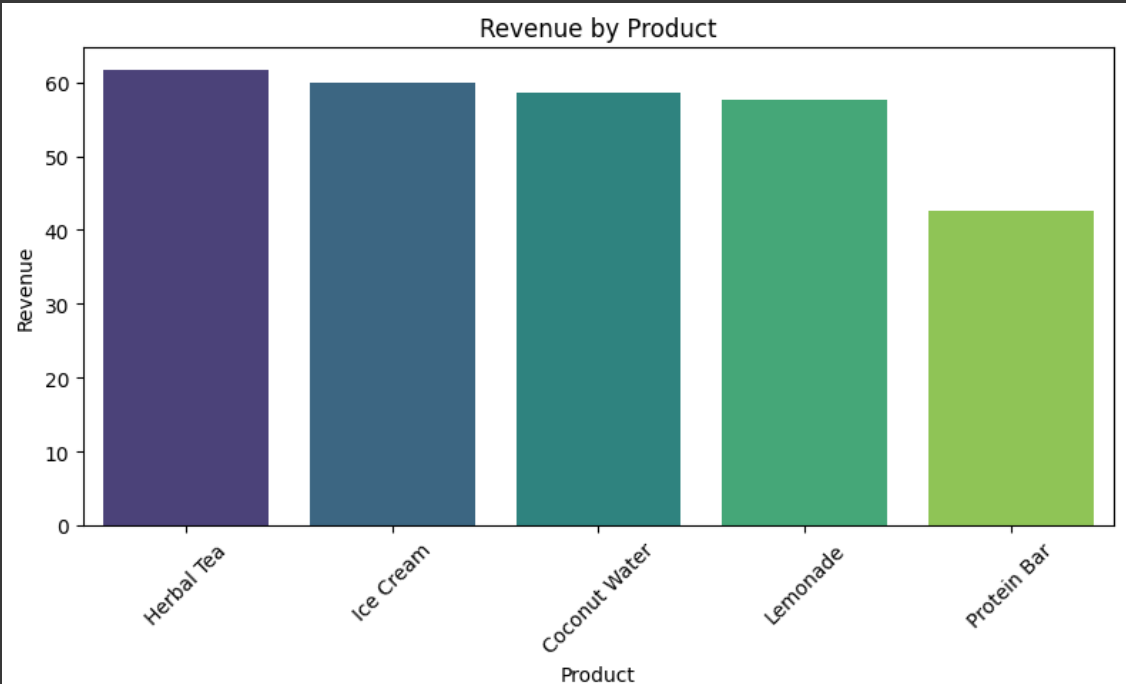 Revenue by Product
60
50
40
30
20
10
0
Revenue
Herbal Tea
Ice Cream
Coconut Water
Lemonade
Protein Bar
Product